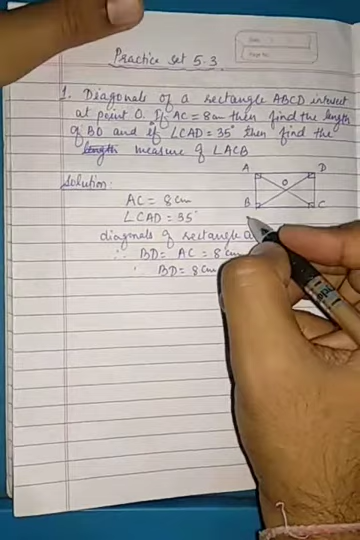 Practice Set 5.3
1. Diagonals of a rectangle ABCD intersect
at point O. If AC = 8cm then find the length
of BO and if ∠CAD = 35° then find the
length measure of ∠ACB
Solution:
A D
O
B C
AC = 8 cm
∠CAD = 35°
diagonals of rectangle a
∴ BD = AC = 8 cm
∴ BD = 8 cm